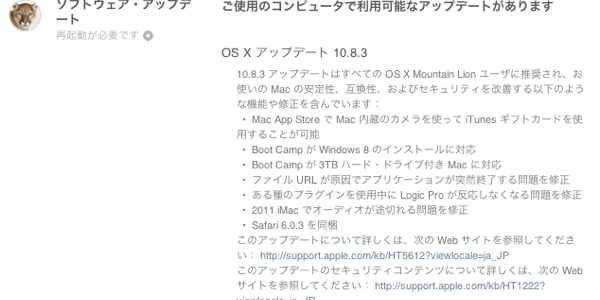 ソフトウェア・アップデ
ート
再起動が必要です
ご使用のコンピュータで利用可能なアップデートがあります
OS X アップデート 10.8.3
10.8.3 アップデートはすべての OS X Mountain Lion ユーザに推奨され、お
使いの Mac の安定性、互換性、およびセキュリティを改善する以下のよう
な機能や修正を含んでいます：
・ Mac App Store で Mac 内蔵のカメラを使って iTunes ギフトカードを使
用することが可能
・ Boot Camp が Windows 8 のインストールに対応
・ Boot Camp が 3TB ハード・ドライブ付き Mac に対応
・ ファイル URL が原因でアプリケーションが突然終了する問題を修正
・ ある種のプラグインを使用中に Logic Pro が反応しなくなる問題を修正
・ 2011 iMac でオーディオが途切れる問題を修正
・ Safari 6.0.3 を同梱
このアップデートについて詳しくは、次の Web サイトを参照してくださ
い： http://support.apple.com/kb/HT5612?viewlocale=ja_JP
このアップデートのセキュリティコンテンツについて詳しくは、次の Web
サイトを参照してください： http://support.apple.com/kb/HT1222?
viewlocale=ja_JP